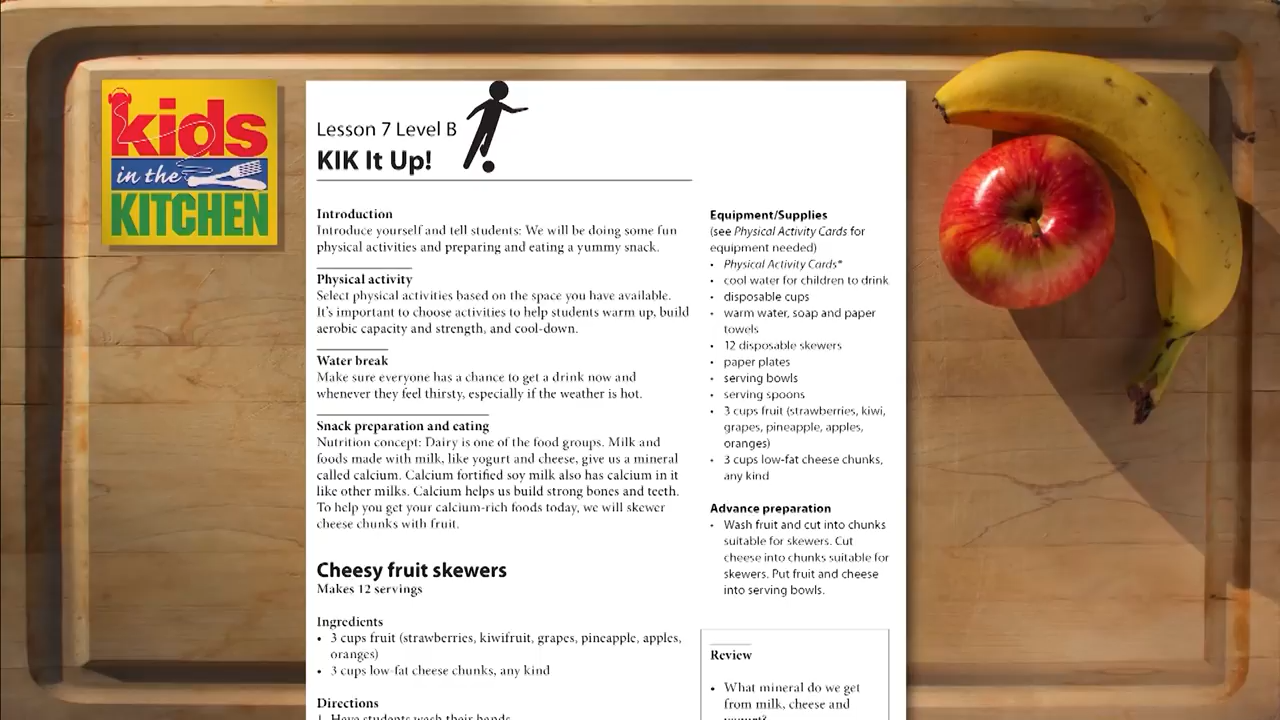 kids
in the
KITCHEN
Lesson 7 Level B
KIK It Up!
Introduction
Introduce yourself and tell students: We will be doing some fun
physical activities and preparing and eating a yummy snack.
Physical activity
Select physical activities based on the space you have available.
It's important to choose activities to help students warm up, build
aerobic capacity and strength, and cool-down.
Water break
Make sure everyone has a chance to get a drink now and
whenever they feel thirsty, especially if the weather is hot.
Snack preparation and eating
Nutrition concept: Dairy is one of the food groups. Milk and
foods made with milk, like yogurt and cheese, give us a mineral
called calcium. Calcium fortified soy milk also has calcium in it
like other milks. Calcium helps us build strong bones and teeth.
To help you get your calcium-rich foods today, we will skewer
cheese chunks with fruit.
Cheesy fruit skewers
Makes 12 servings
Ingredients
• 3 cups fruit (strawberries, kiwifruit, grapes, pineapple, apples,
oranges)
• 3 cups low-fat cheese chunks, any kind
Directions
1. Have students wash their hands
Equipment/Supplies
(see Physical Activity Cards for
equipment needed)
• Physical Activity Cards*
• cool water for children to drink
• disposable cups
• warm water, soap and paper
towels
• 12 disposable skewers
• paper plates
• serving bowls
• serving spoons
• 3 cups fruit (strawberries, kiwi,
grapes, pineapple, apples,
oranges)
• 3 cups low-fat cheese chunks,
any kind
Advance preparation
• Wash fruit and cut into chunks
suitable for skewers. Cut
cheese into chunks suitable for
skewers. Put fruit and cheese
into serving bowls.
Review
• What mineral do we get
from milk, cheese and
yogurt?